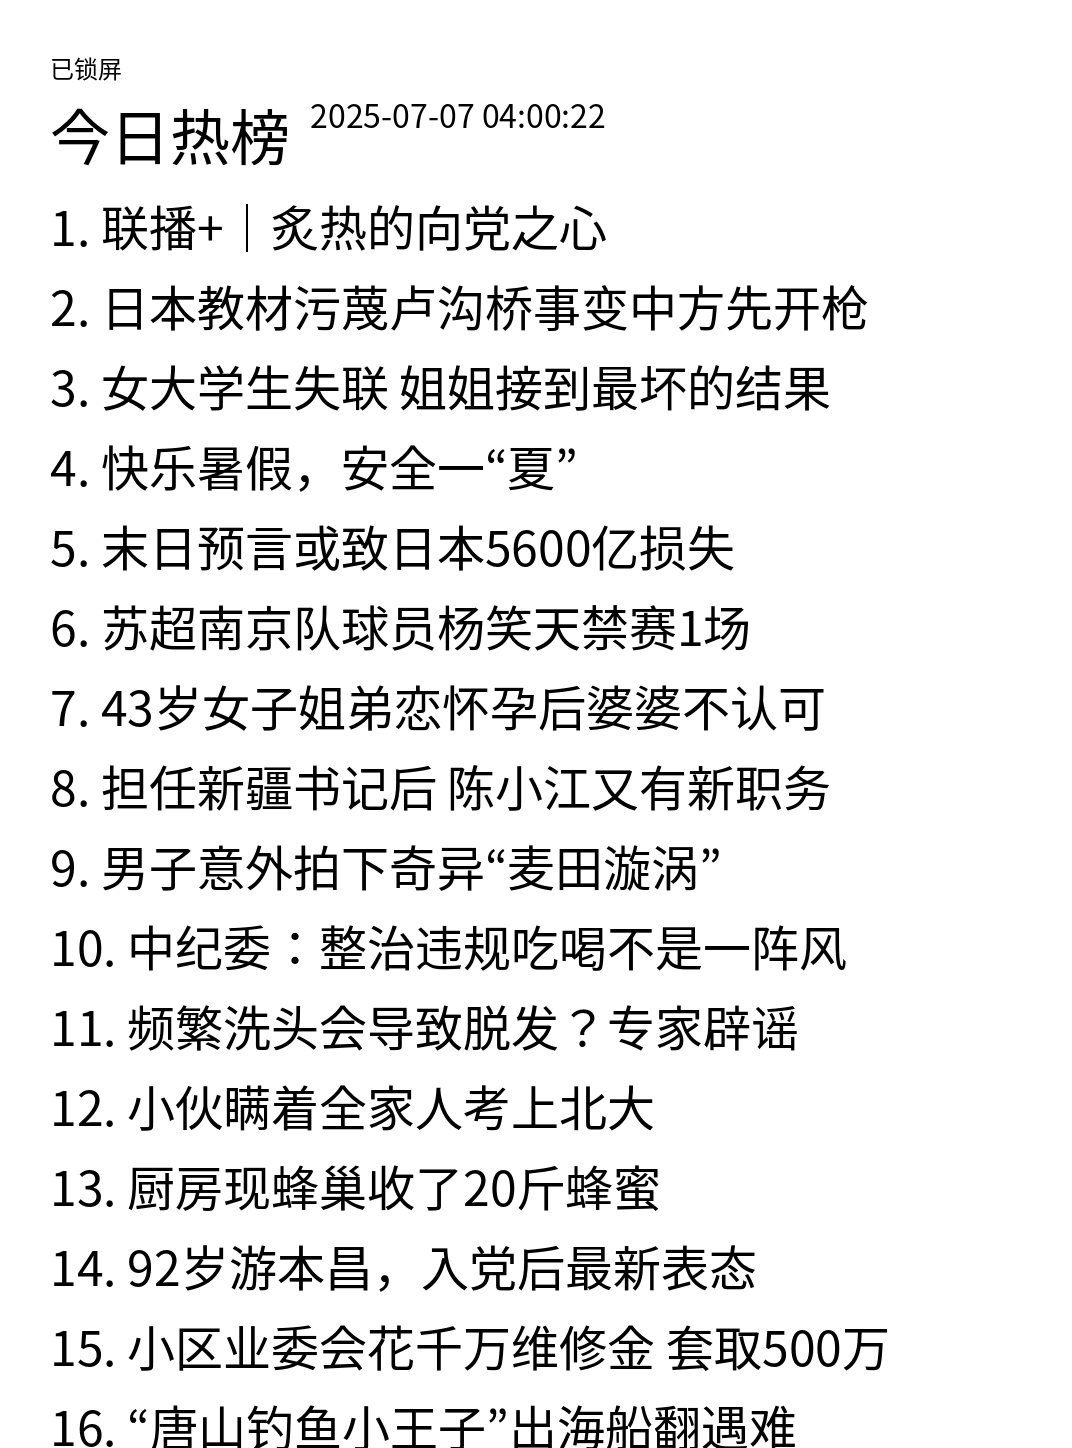 已锁屏
今日热榜 2025-07-07 04:00:22
1. 联播+｜炙热的向党之心
2. 日本教材污蔑卢沟桥事变中方先开枪
3. 女大学生失联 姐姐接到最坏的结果
4. 快乐暑假，安全一“夏”
5. 末日预言或致日本5600亿损失
6. 苏超南京队球员杨笑天禁赛1场
7. 43岁女子姐弟恋怀孕后婆婆不认可
8. 担任新疆书记后 陈小江又有新职务
9. 男子意外拍下奇异“麦田漩涡”
10. 中纪委：整治违规吃喝不是一阵风
11. 频繁洗头会导致脱发？专家辟谣
12. 小伙瞒着全家人考上北大
13. 厨房现蜂巢收了20斤蜂蜜
14. 92岁游本昌，入党后最新表态
15. 小区业委会花千万维修金 套取500万
16. “唐山钓鱼小王子”出海船翻遇难